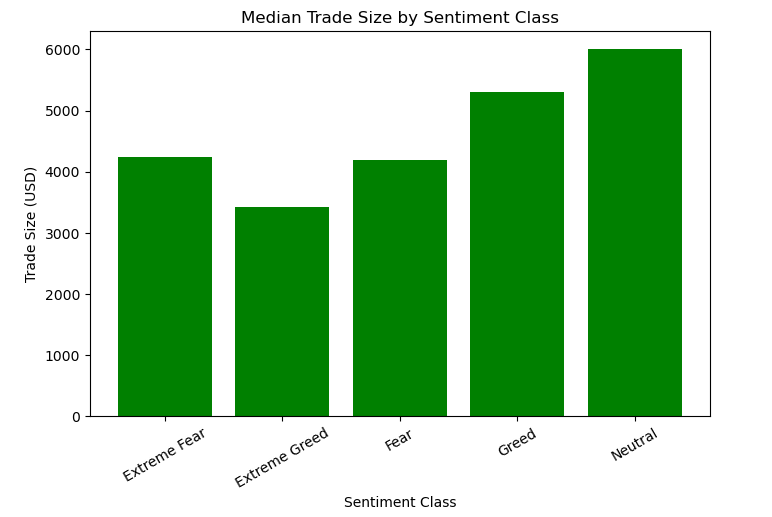 Median Trade Size by Sentiment Class
Trade Size (USD)
6000
5000
4000
3000
2000
1000
0
Extreme Fear
Extreme Greed
Fear
Greed
Neutral
Sentiment Class